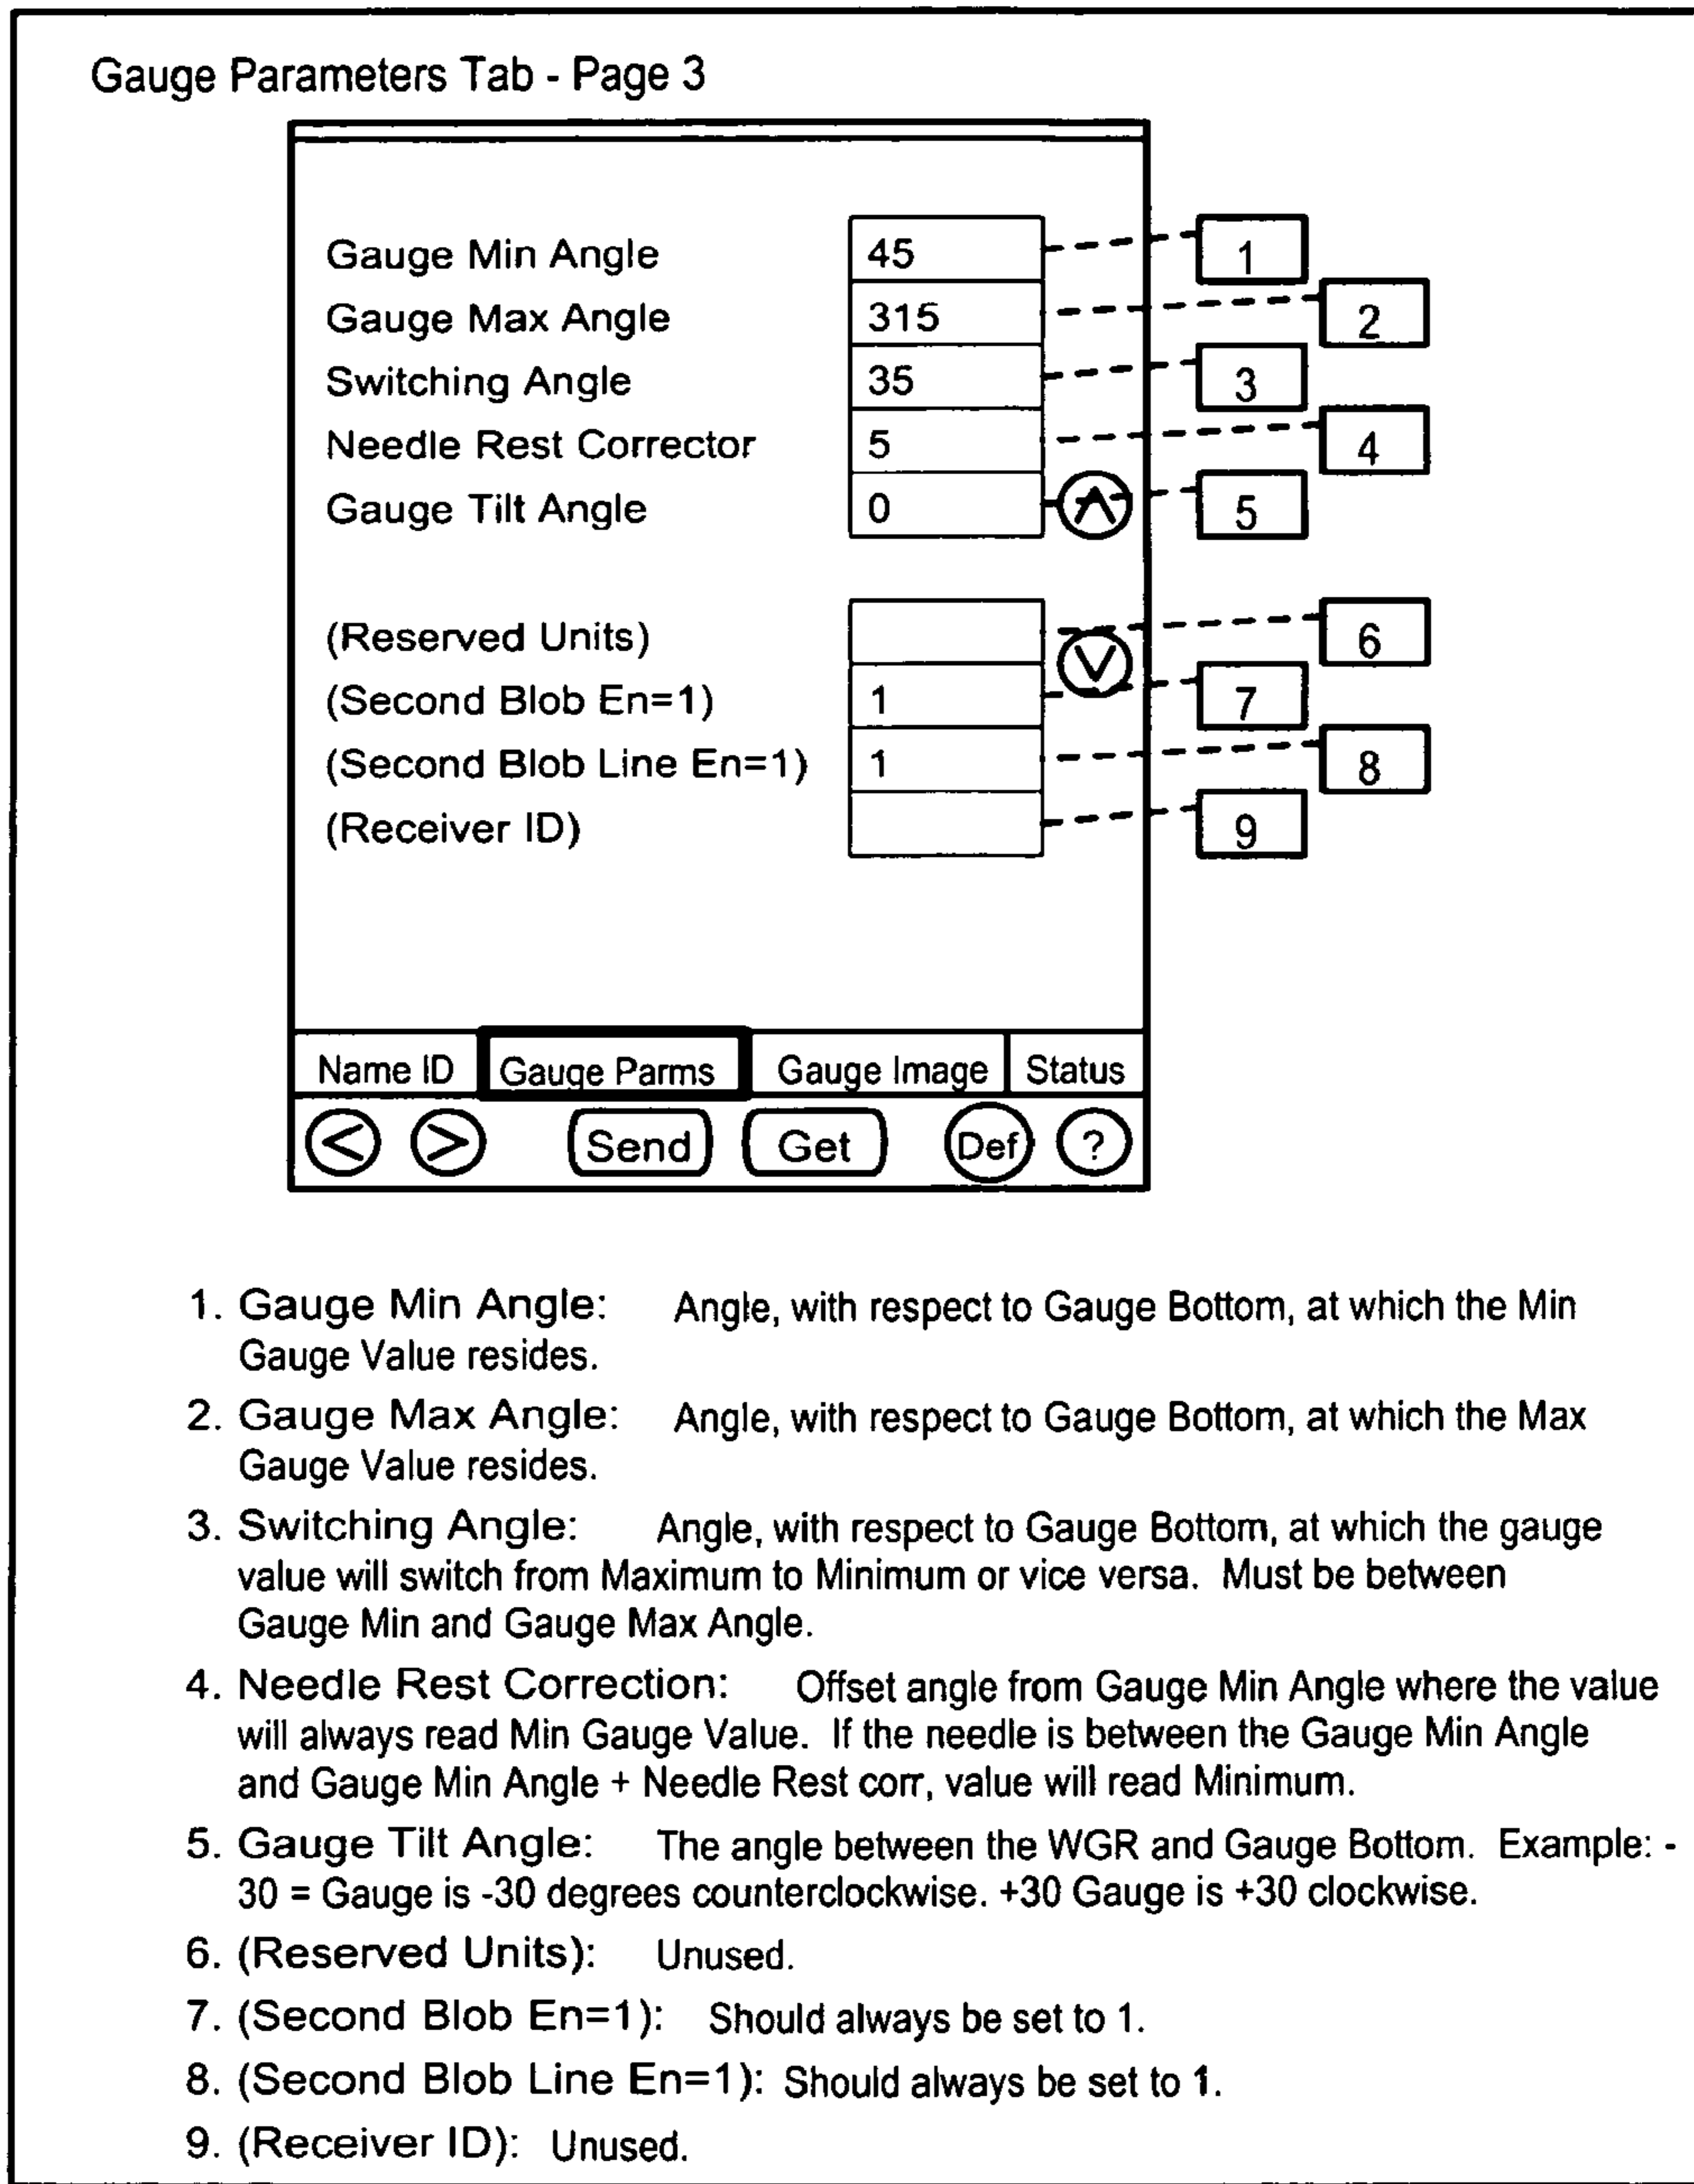 Gauge Parameters Tab - Page 3
Gauge Min Angle 45 1
Gauge Max Angle 315 2
Switching Angle 35 3
Needle Rest Corrector 5 4
Gauge Tilt Angle 0 5
(Reserved Units) 6
(Second Blob En=1) 1 7
(Second Blob Line En=1) 1 8
(Receiver ID) 9
Name ID Gauge Parms Gauge Image Status
< > Send Get Def ?
1. Gauge Min Angle: Angle, with respect to Gauge Bottom, at which the Min
Gauge Value resides.
2. Gauge Max Angle: Angle, with respect to Gauge Bottom, at which the Max
Gauge Value resides.
3. Switching Angle: Angle, with respect to Gauge Bottom, at which the gauge
value will switch from Maximum to Minimum or vice versa. Must be between
Gauge Min and Gauge Max Angle.
4. Needle Rest Correction: Offset angle from Gauge Min Angle where the value
will always read Min Gauge Value. If the needle is between the Gauge Min Angle
and Gauge Min Angle + Needle Rest corr, value will read Minimum.
5. Gauge Tilt Angle: The angle between the WGR and Gauge Bottom. Example: -
30 = Gauge is -30 degrees counterclockwise. +30 Gauge is +30 clockwise.
6. (Reserved Units): Unused.
7. (Second Blob En=1): Should always be set to 1.
8. (Second Blob Line En=1): Should always be set to 1.
9. (Receiver ID): Unused.